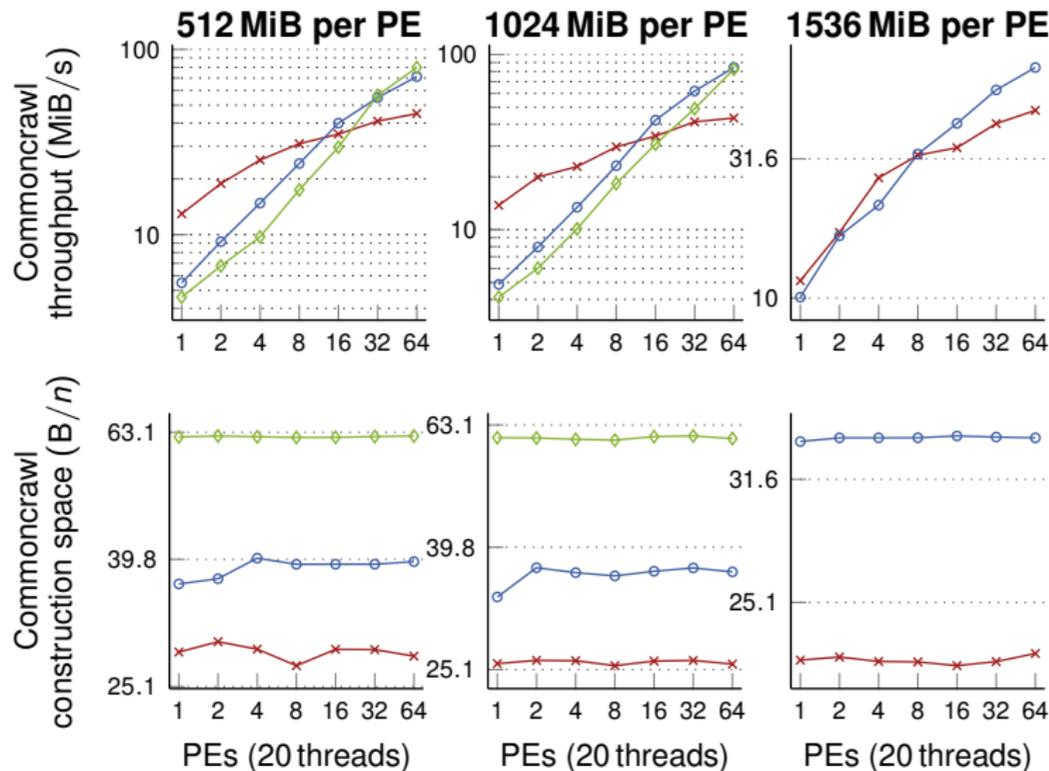 512 MiB per PE 1024 MiB per PE 1536 MiB per PE
Commoncrawl
throughput (MiB/s)
100
10
1 2 4 8 16 32 64
100
10
1 2 4 8 16 32 64
31.6
10
1 2 4 8 16 32 64
Commoncrawl
construction space (B/n)
63.1
39.8
25.1
1 2 4 8 16 32 64
63.1
39.8
25.1
1 2 4 8 16 32 64
31.6
25.1
1 2 4 8 16 32 64
PEs (20 threads) PEs (20 threads) PEs (20 threads)